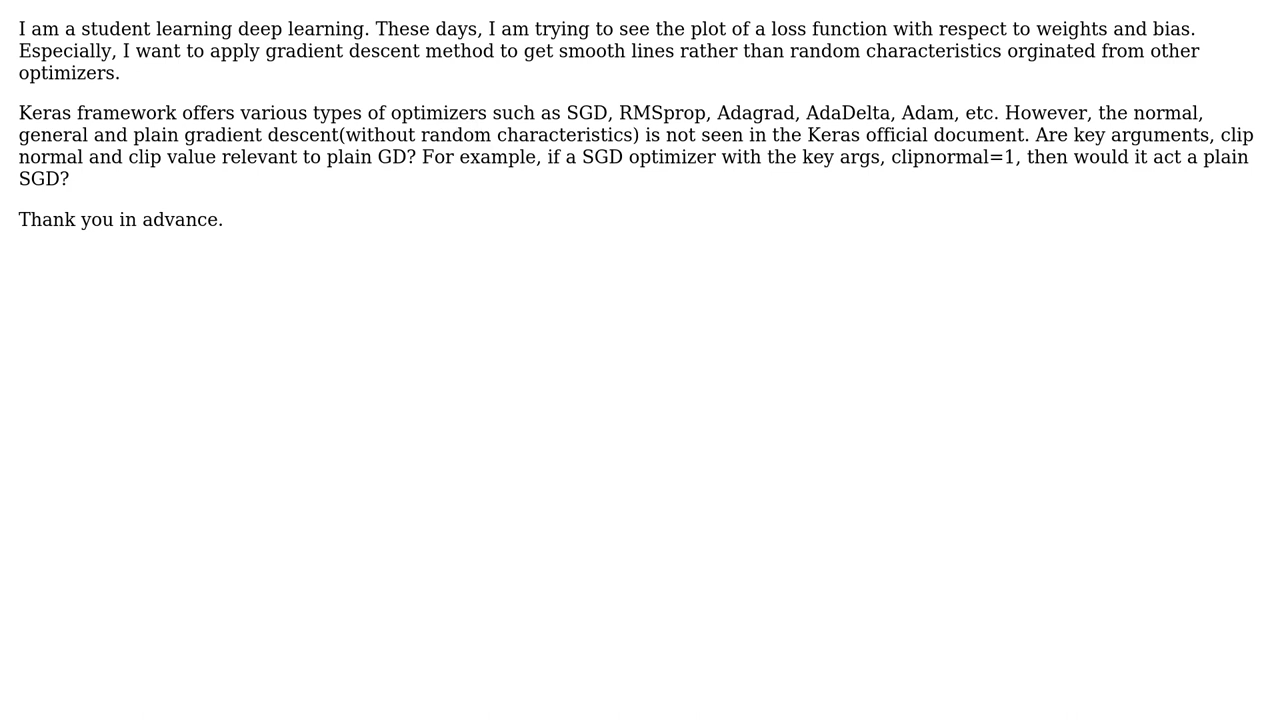 I am a student learning deep learning. These days, I am trying to see the plot of a loss function with respect to weights and bias.
Especially, I want to apply gradient descent method to get smooth lines rather than random characteristics orginated from other
optimizers.
Keras framework offers various types of optimizers such as SGD, RMSprop, Adagrad, AdaDelta, Adam, etc. However, the normal,
general and plain gradient descent(without random characteristics) is not seen in the Keras official document. Are key arguments, clip
normal and clip value relevant to plain GD? For example, if a SGD optimizer with the key args, clipnormal=1, then would it act a plain
SGD?
Thank you in advance.